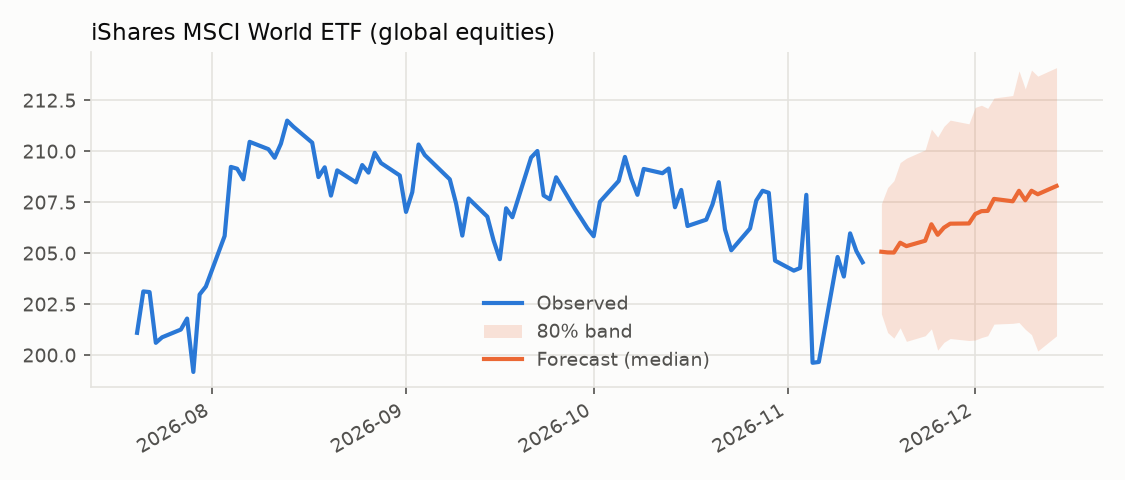 iShares MSCI World ETF (global equities)
212.5
210.0
207.5
205.0
202.5
200.0
Observed
80% band
Forecast (median)
2026-08
2026-09
2026-10
2026-11
2026-12